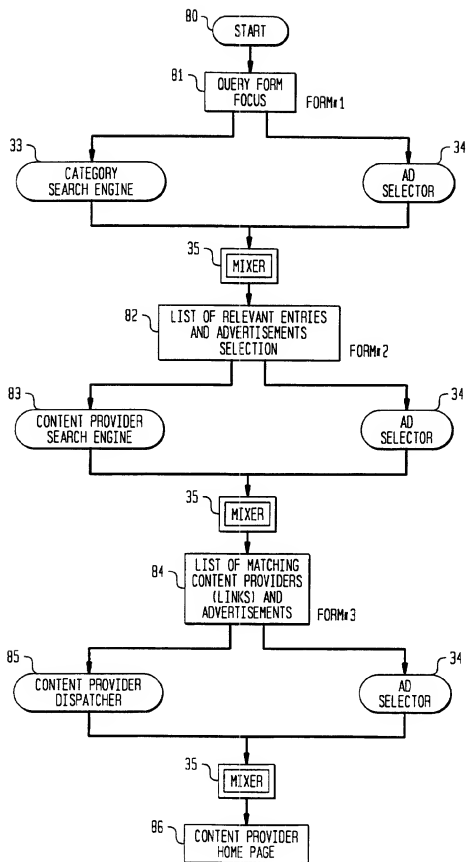 80
START
81
QUERY FORM
FOCUS
FORM#1
33
CATEGORY
SEARCH ENGINE
34
AD
SELECTOR
35
MIXER
82
LIST OF RELEVANT ENTRIES
AND ADVERTISEMENTS
SELECTION
FORM#2
83
CONTENT PROVIDER
SEARCH ENGINE
34
AD
SELECTOR
35
MIXER
84
LIST OF MATCHING
CONTENT PROVIDERS
(LINKS) AND
ADVERTISEMENTS
FORM#3
85
CONTENT PROVIDER
DISPATCHER
34
AD
SELECTOR
35
MIXER
86
CONTENT PROVIDER
HOME PAGE